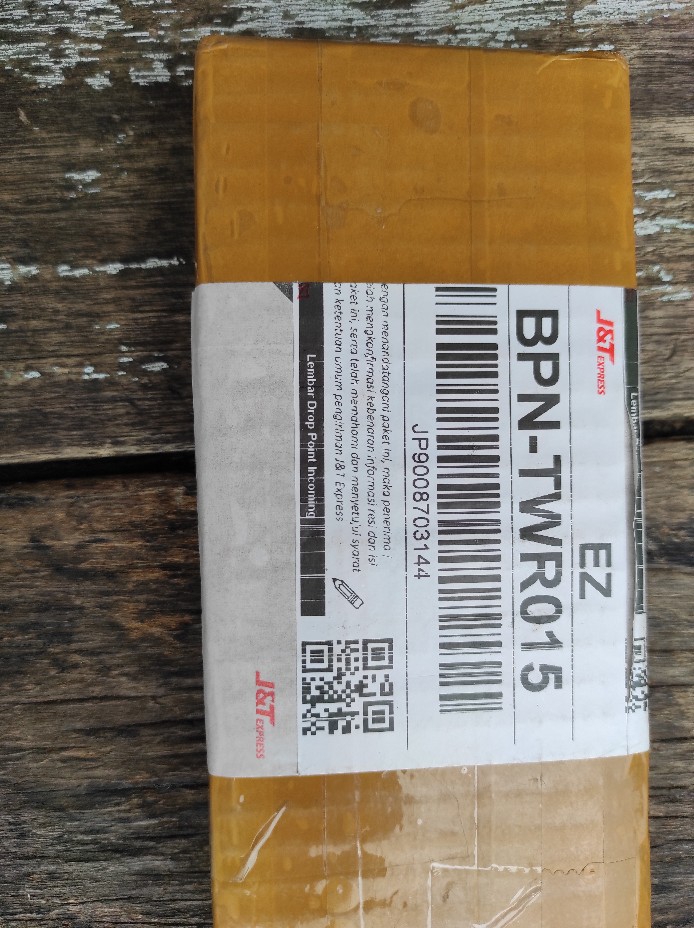 J&T EXPRESS
EZ
BPN-TWR015
JP9008703144
engan menandatangani paket ini, maka penerima :
lah mengkonfirmasi kebenaran informasi resi dan isi
aket ini, serta telah memahami dan menyetujui syarat
an ketentuan umum pengiriman J&T Express
Lembar Drop Point Incoming
J&T EXPRESS